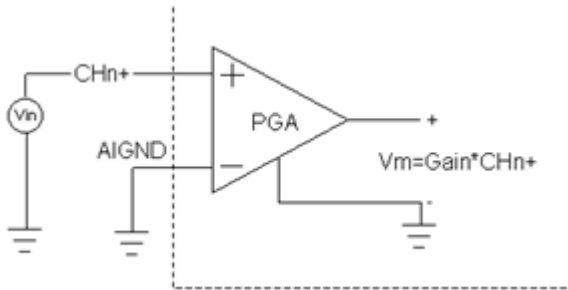 CHn+
Vin
+
PGA
+
AIGND
−
Vm=Gain*CHn+
-